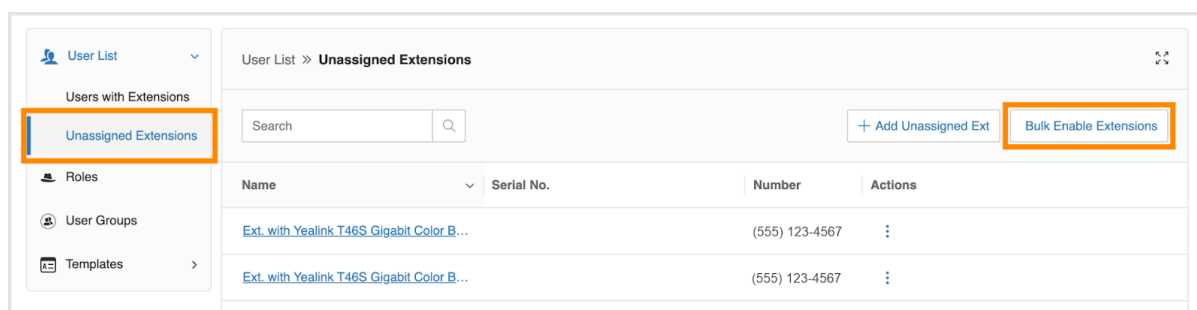 User List
Users with Extensions
Unassigned Extensions
Roles
User Groups
Templates
User List » Unassigned Extensions
Search
+ Add Unassigned Ext
Bulk Enable Extensions
Name Serial No. Number Actions
Ext. with Yealink T46S Gigabit Color B... (555) 123-4567
Ext. with Yealink T46S Gigabit Color B... (555) 123-4567